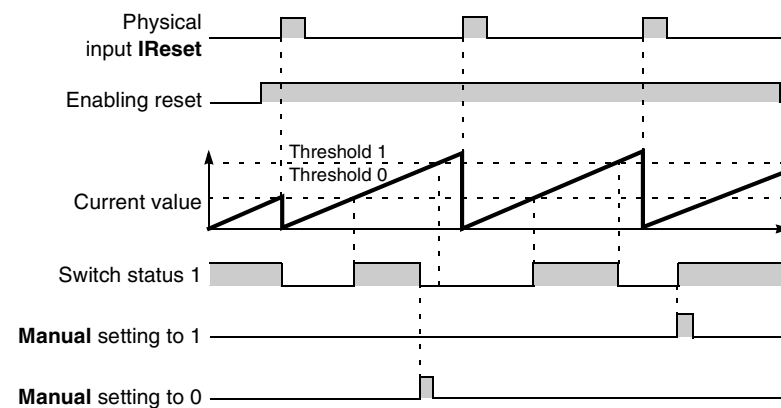 Physical
input IReset
Enabling reset
Threshold 1
Threshold 0
Current value
Switch status 1
Manual setting to 1
Manual setting to 0